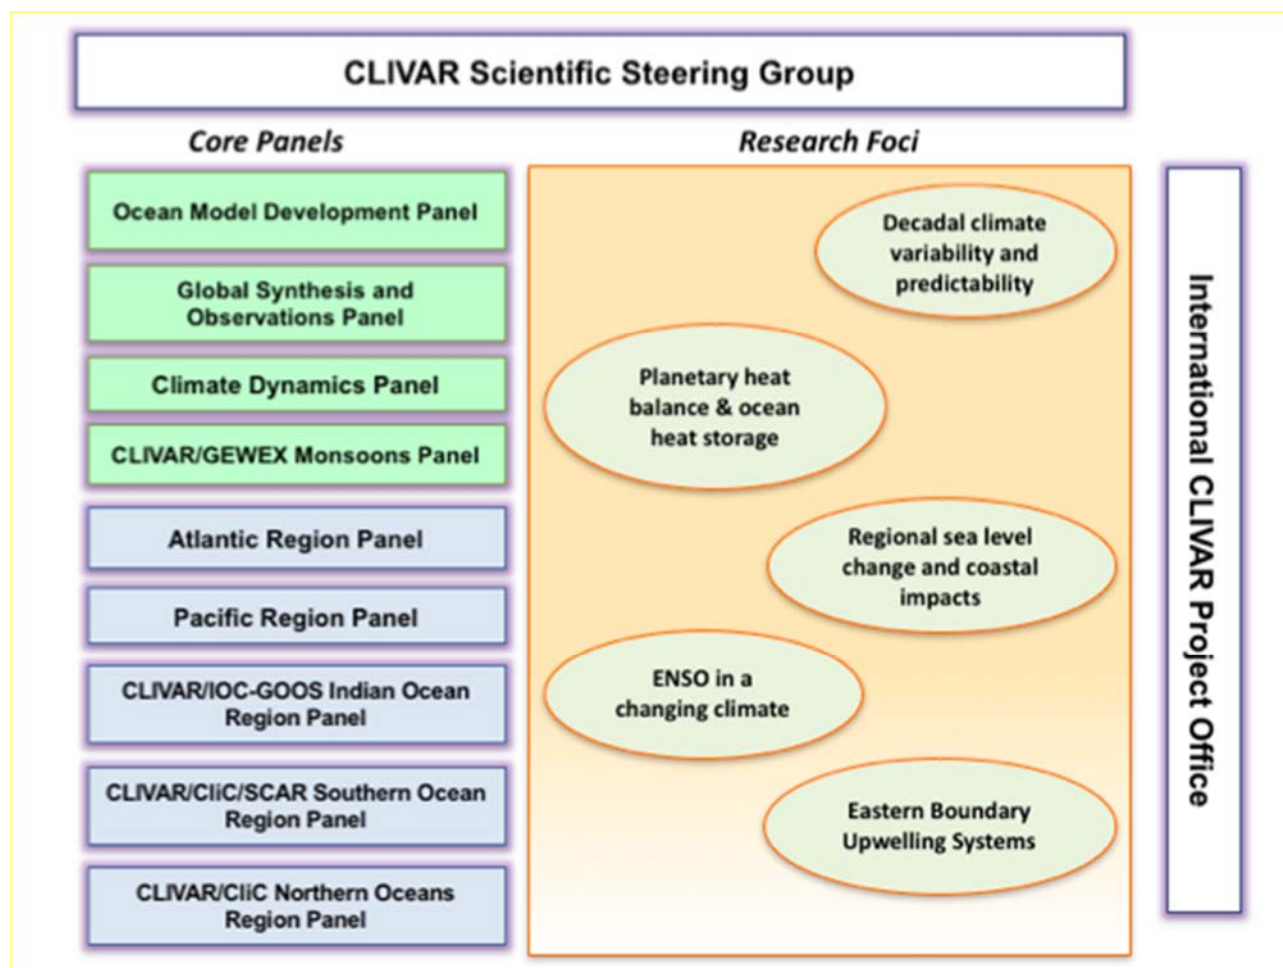 CLIVAR Scientific Steering Group
Core Panels
Ocean Model Development Panel
Global Synthesis and
Observations Panel
Climate Dynamics Panel
CLIVAR/GEWEX Monsoons Panel
Atlantic Region Panel
Pacific Region Panel
CLIVAR/IOC-GOOS Indian Ocean
Region Panel
CLIVAR/CliC/SCAR Southern Ocean
Region Panel
CLIVAR/CliC Northern Oceans
Region Panel
Research Foci
Decadal climate
variability and
predictability
Planetary heat
balance & ocean
heat storage
Regional sea level
change and coastal
impacts
ENSO in a
changing climate
Eastern Boundary
Upwelling Systems
International CLIVAR Project Office